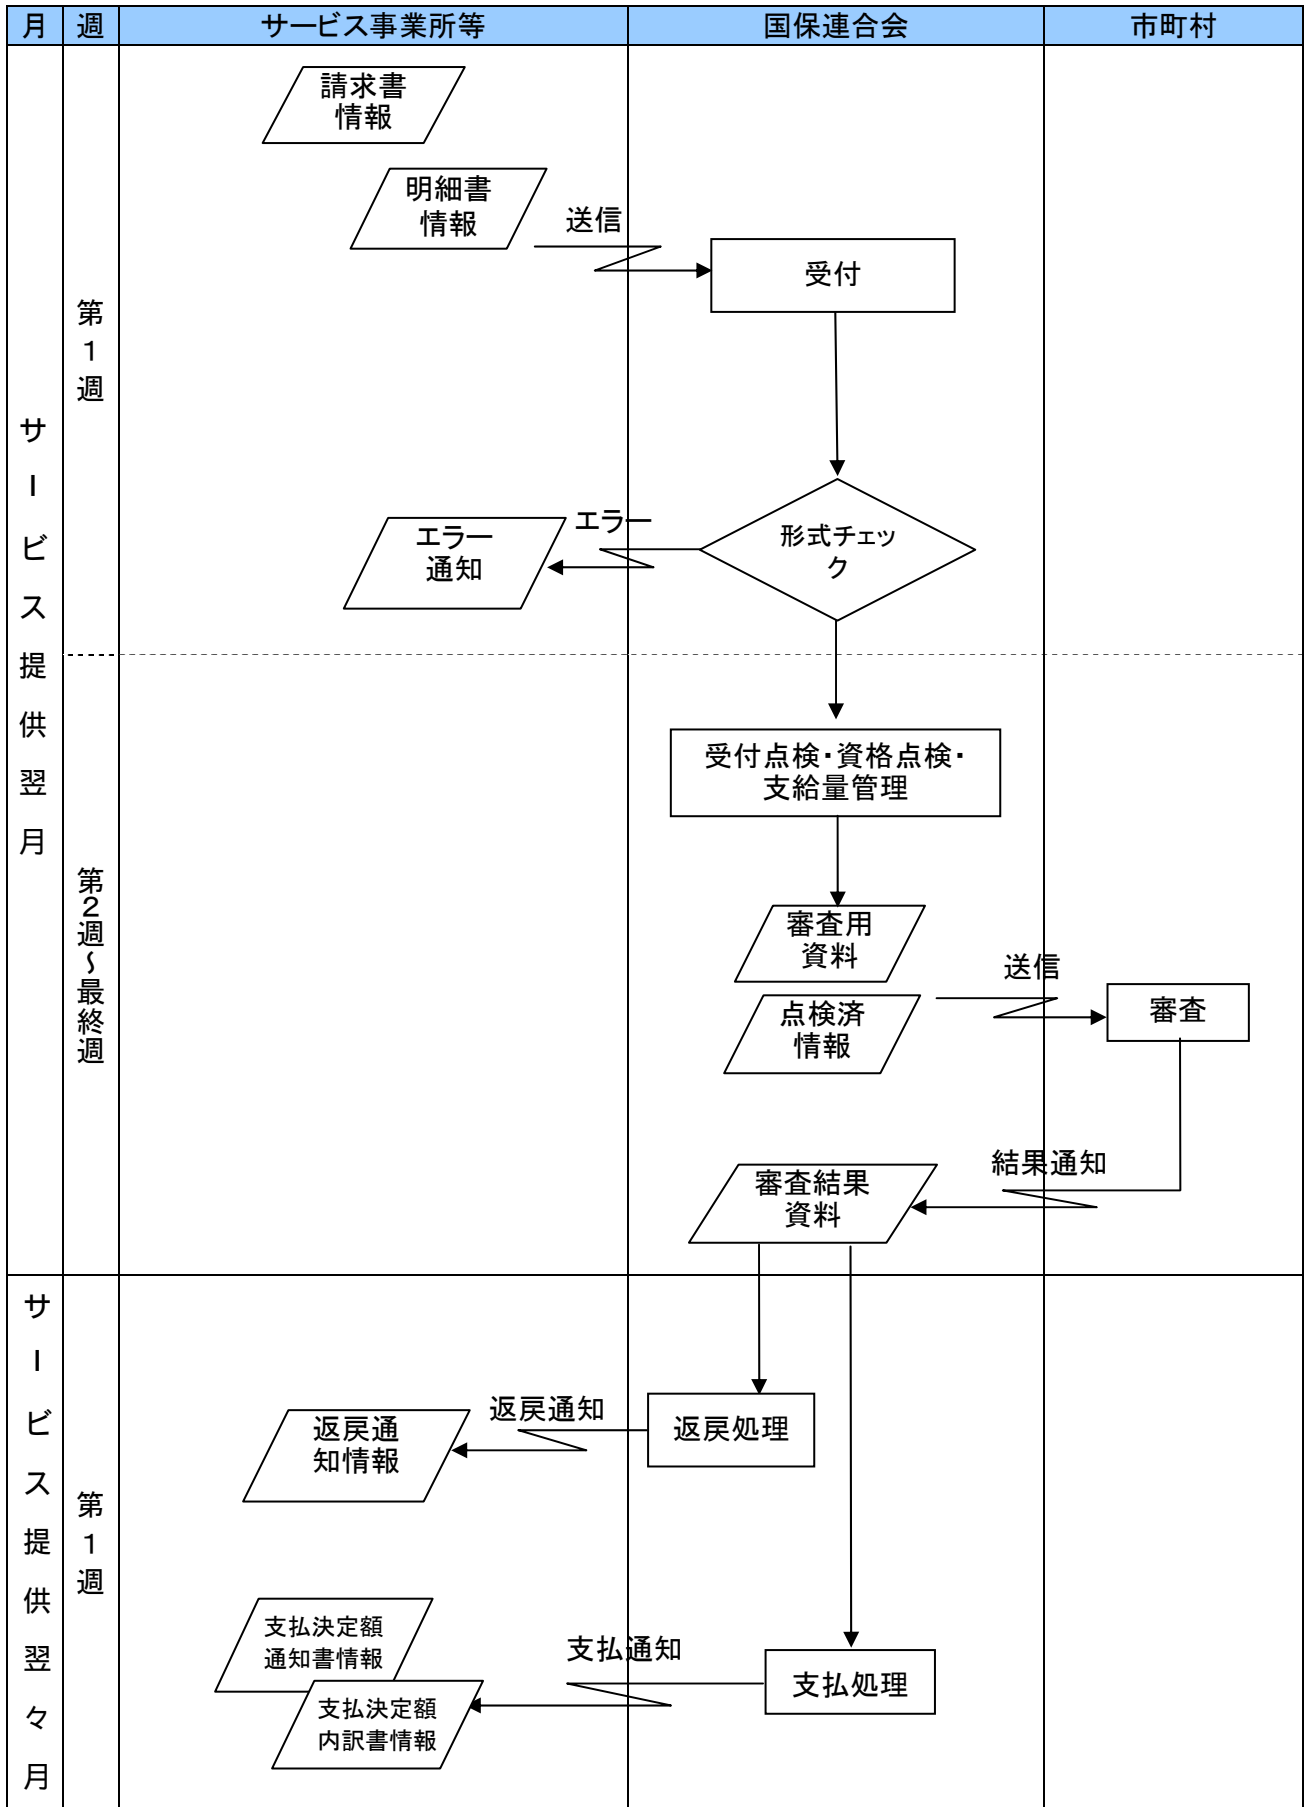 月 週 サービス事業所等 国保連合会 市町村
サービス提供翌月
第1週
請求書
情報
明細書
情報
送信
受付
形式チェッ
ク
エラー
エラー
通知
第2週～最終週
受付点検・資格点検・
支給量管理
審査用
資料
点検済
情報
送信
審査
結果通知
審査結果
資料
サービス提供翌々月
第1週
返戻処理
返戻通知
返戻通
知情報
支払処理
支払通知
支払決定額
通知書情報
支払決定額
内訳書情報